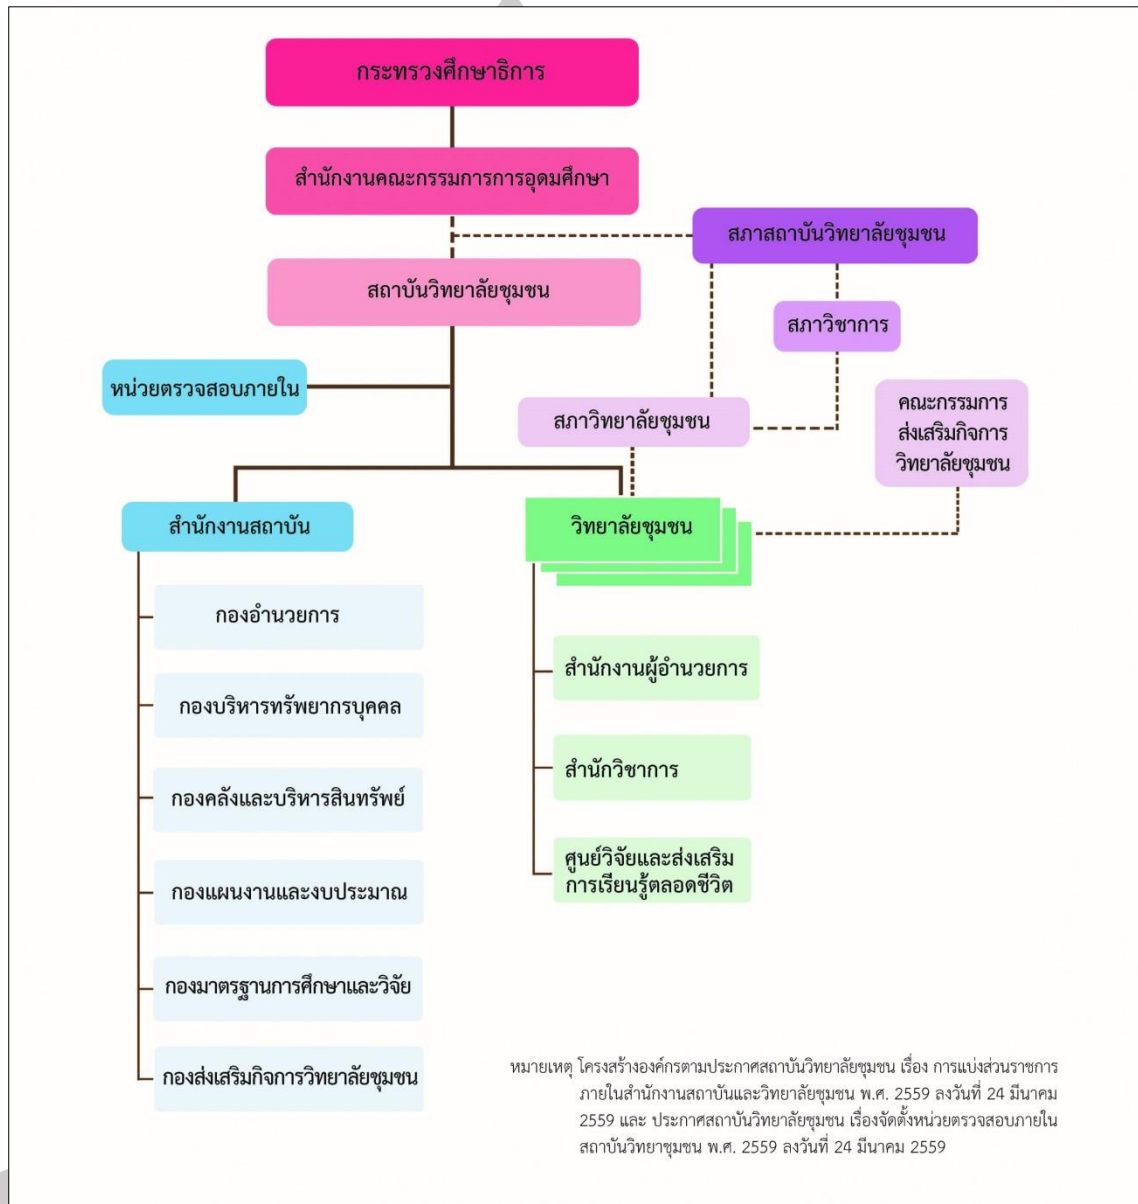 กระทรวงศึกษาธิการ
สำนักงานคณะกรรมการการอุดมศึกษา
สภาสถาบันวิทยาลัยชุมชน
สถาบันวิทยาลัยชุมชน
สภาวิชาการ
หน่วยตรวจสอบภายใน
สภาวิทยาลัยชุมชน
คณะกรรมการ
ส่งเสริมกิจการ
วิทยาลัยชุมชน
สำนักงานสถาบัน
วิทยาลัยชุมชน
กองอำนวยการ
กองบริหารทรัพยากรบุคคล
กองคลังและบริหารสินทรัพย์
กองแผนงานและงบประมาณ
กองมาตรฐานการศึกษาและวิจัย
กองส่งเสริมกิจการวิทยาลัยชุมชน
สำนักงานผู้อำนวยการ
สำนักวิชาการ
ศูนย์วิจัยและส่งเสริม
การเรียนรู้ตลอดชีวิต
หมายเหตุ โครงสร้างองค์กรตามประกาศสถาบันวิทยาลัยชุมชน เรื่อง การแบ่งส่วนราชการ
ภายในสำนักงานสถาบันและวิทยาลัยชุมชน พ.ศ. 2559 ลงวันที่ 24 มีนาคม
2559 และ ประกาศสถาบันวิทยาลัยชุมชน เรื่องจัดตั้งหน่วยตรวจสอบภายใน
สถาบันวิทยาชุมชน พ.ศ. 2559 ลงวันที่ 24 มีนาคม 2559